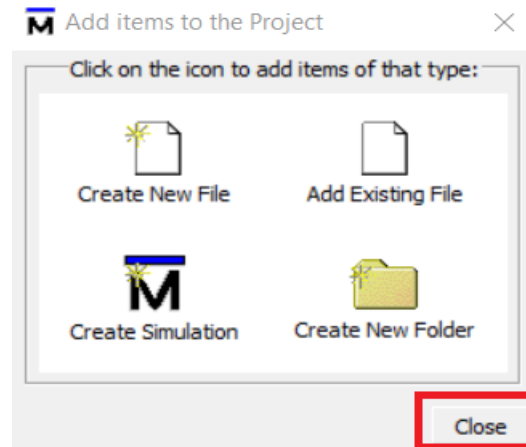 M Add items to the Project
Click on the icon to add items of that type:
Create New File Add Existing File
M
Create Simulation Create New Folder
Close